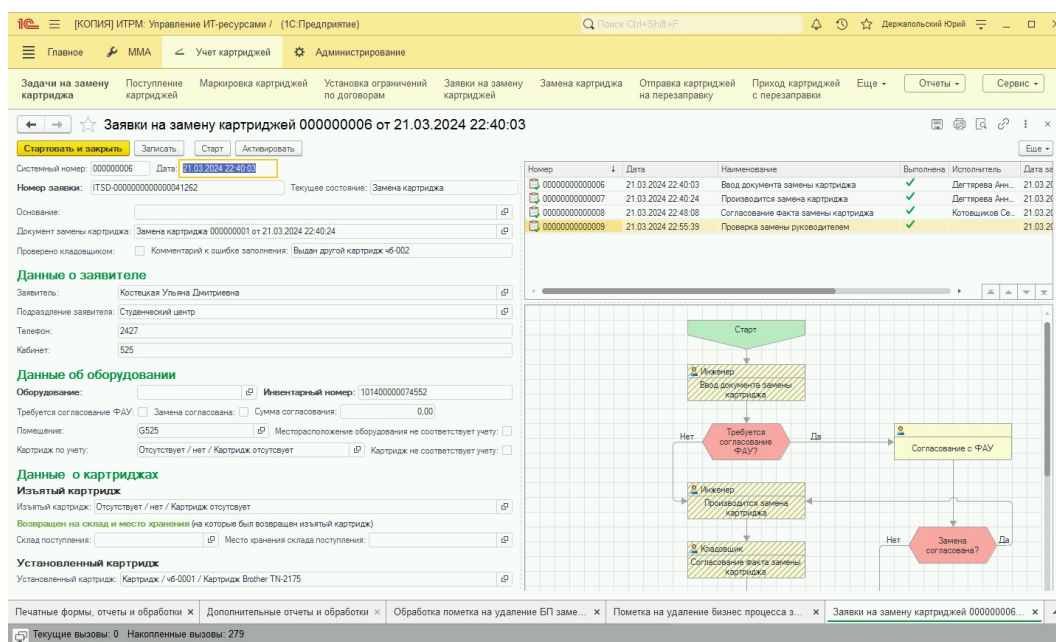 [КОПИЯ] ИТРМ: Управление ИТ-ресурсами / (1С:Предприятие)
Поиск Ctrl+Shift+F
Держапольский Юрий
Главное ММА Учет картриджей Администрирование
Задачи на замену картриджа
Поступление картриджей
Маркировка картриджей
Установка ограничений по договорам
Заявки на замену картриджей
Замена картриджа
Отправка картриджей на перезаправку
Приход картриджей с перезаправки
Еще
Отчеты
Сервис
Заявки на замену картриджей 000000006 от 21.03.2024 22:40:03
Стартовать и закрыть Записать Старт Активировать
Еще
Системный номер: 000000006 Дата: 21.03.2024 22:40:03
Номер заявки: ITSD-0000000000000041262 Текущее состояние: Замена картриджа
Основание:
Документ замены картриджа: Замена картриджа 000000001 от 21.03.2024 22:40:24
Проверено кладовщиком: Комментарий к ошибке заполнения: Выдан другой картридж чб-002
Данные о заявителе
Заявитель: Костецкая Ульяна Дмитриевна
Подразделение заявителя: Студенческий центр
Телефон: 2427
Кабинет: 525
Данные об оборудовании
Оборудование: Инвентарный номер: 101400000074552
Требуется согласование ФАУ: Замена согласована: Сумма согласования: 0,00
Помещение: G525 Месторасположение оборудования не соответствует учету:
Картридж по учету: Отсутствует / нет / Картридж отсутсвует Картридж не соответствует учету:
Данные о картриджах
Изъятый картридж
Изъятый картридж: Отсутствует / нет / Картридж отсутсвует
Возвращен на склад и место хранения (на которые был возвращен изъятый картридж)
Склад поступления: Место хранения склада поступления:
Установленный картридж
Установленный картридж: Картридж / чб-0001 / Картридж Brother TN-2175
Номер Дата Наименование Выполнена Исполнитель Дата за
00000000000006 21.03.2024 22:40:03 Ввод документа замены картриджа Дегтярева Анн... 21.03.20
00000000000007 21.03.2024 22:40:24 Производится замена картриджа Дегтярева Анн... 21.03.20
00000000000008 21.03.2024 22:48:08 Согласование факта замены картриджа Котовщиков Се... 21.03.20
00000000000009 21.03.2024 22:55:39 Проверка замены руководителем 21.03.20
Старт
Инженер
Ввод документа замены
картриджа
Нет
Требуется
согласование
ФАУ?
Да
Согласование с ФАУ
Инженер
Производится замена
картриджа
Нет
Замена
согласована?
Да
Кладовщик
Согласование факта замены
картриджа
Печатные формы, отчеты и обработки Дополнительные отчеты и обработки Обработка пометка на удаление БП заме... Пометка на удаление бизнес процесса з... Заявки на замену картриджей 000000006...
Текущие вызовы: 0 Накопленные вызовы: 279